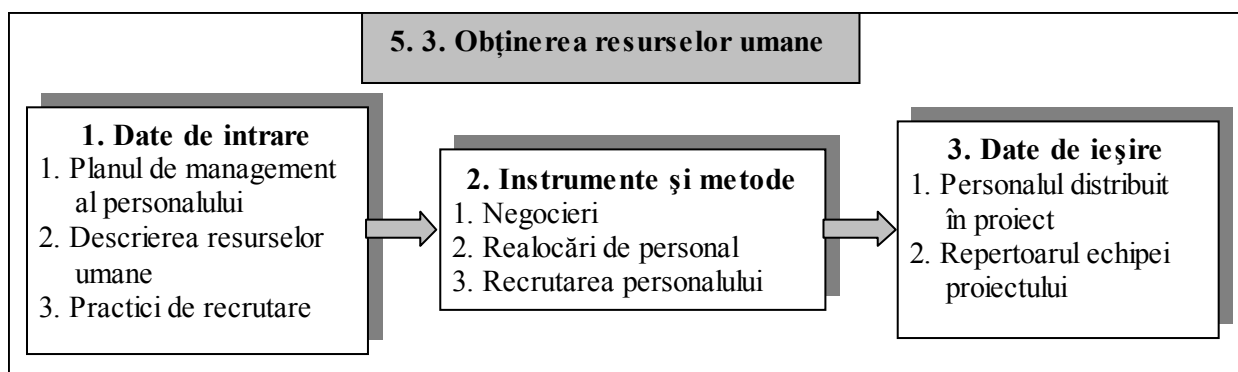 5. 3. Obținerea resurselor umane
1. Date de intrare
1. Planul de management
al personalului
2. Descrierea resurselor
umane
3. Practici de recrutare
2. Instrumente şi metode
1. Negocieri
2. Realocări de personal
3. Recrutarea personalului
3. Date de ieşire
1. Personalul distribuit
în proiect
2. Repertoarul echipei
proiectului